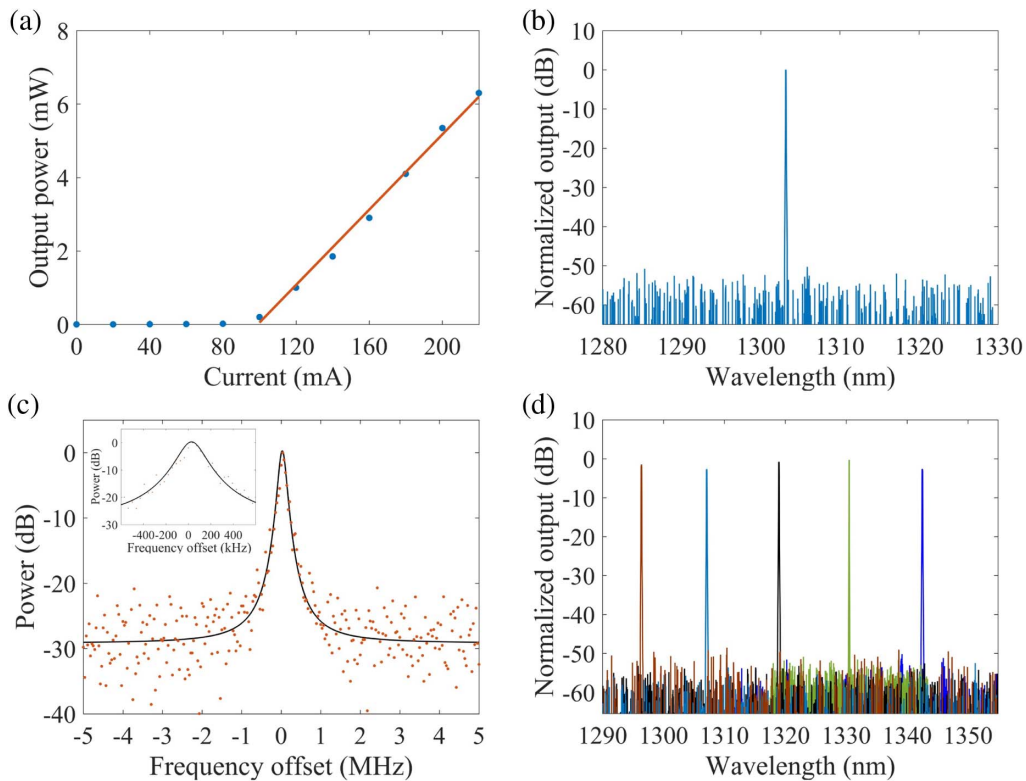 (a)
8
6
4
2
0
Output power (mW)
0 40 80 120 160 200
Current (mA)
(b)
10
0
-10
-20
-30
-40
-50
-60
Normalized output (dB)
1280 1290 1300 1310 1320 1330
Wavelength (nm)
(c)
0
-10
-20
-30
-40
Power (dB)
0
-10
-20
-30
Power (dB)
-400 -200 0 200 400
Frequency offset (kHz)
-5 -4 -3 -2 -1 0 1 2 3 4 5
Frequency offset (MHz)
(d)
10
0
-10
-20
-30
-40
-50
-60
Normalized output (dB)
1290 1300 1310 1320 1330 1340 1350
Wavelength (nm)